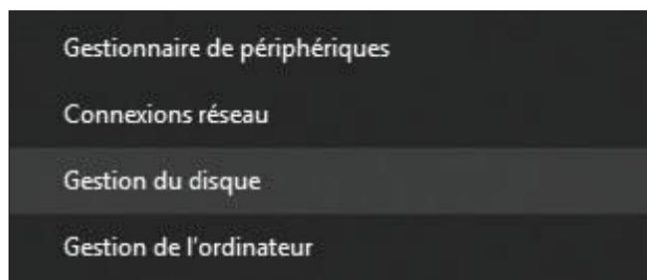 Gestionnaire de périphériques
Connexions réseau
Gestion du disque
Gestion de l'ordinateur